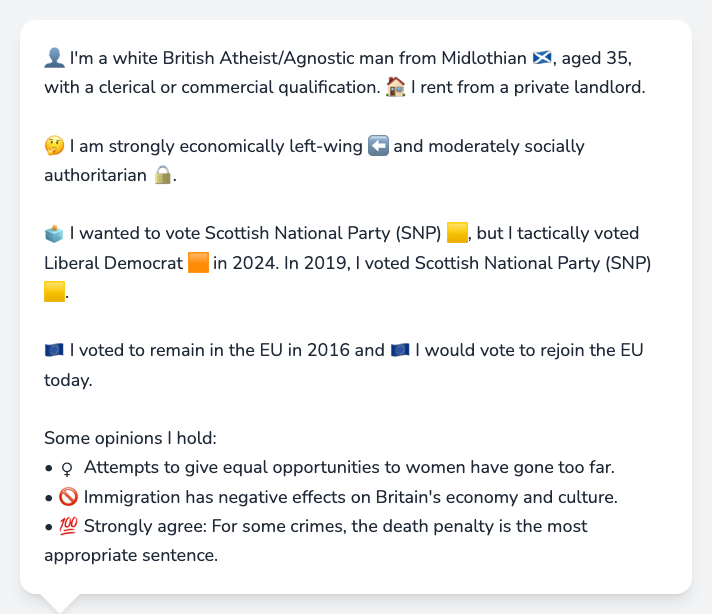 👤 I'm a white British Atheist/Agnostic man from Midlothian 🏴󠁧󠁢󠁳󠁣󠁴󠁿, aged 35,
with a clerical or commercial qualification. 🏠 I rent from a private landlord.
🤔 I am strongly economically left-wing ⬅️ and moderately socially
authoritarian 🔒.
🗳️ I wanted to vote Scottish National Party (SNP) 🟨, but I tactically voted
Liberal Democrat 🟧 in 2024. In 2019, I voted Scottish National Party (SNP)
🟨.
🇪🇺 I voted to remain in the EU in 2016 and 🇪🇺 I would vote to rejoin the EU
today.
Some opinions I hold:
• ♀ Attempts to give equal opportunities to women have gone too far.
• 🚫 Immigration has negative effects on Britain's economy and culture.
• 💯 Strongly agree: For some crimes, the death penalty is the most
appropriate sentence.